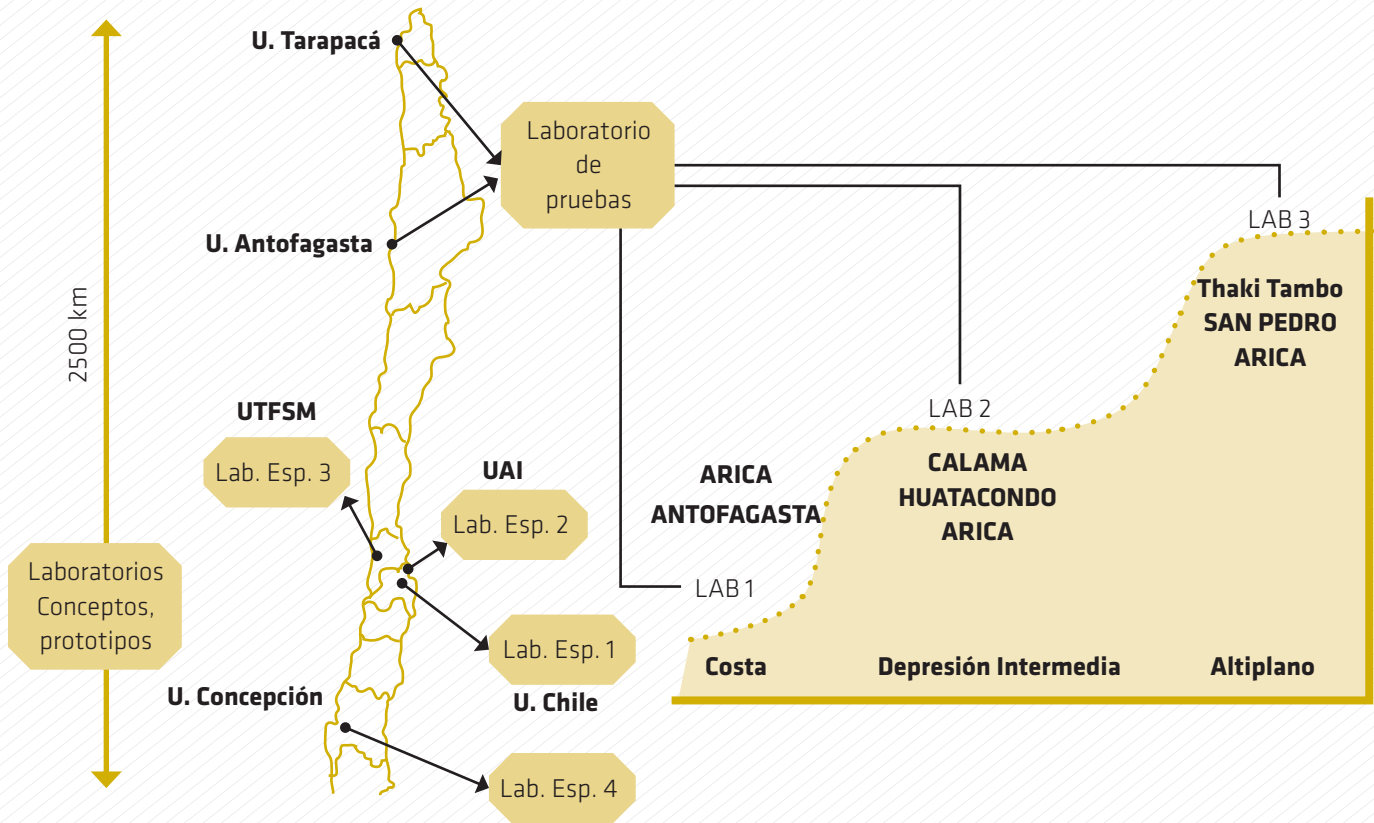 U. Tarapacá
Laboratorio
de
pruebas
U. Antofagasta
2500 km
LAB 3
Thaki Tambo
SAN PEDRO
ARICA
LAB 2
CALAMA
HUATACONDO
ARICA
ARICA
ANTOFAGASTA
LAB 1
Costa
Depresión Intermedia
Altiplano
UTFSM
Lab. Esp. 3
UAI
Lab. Esp. 2
Laboratorios
Conceptos,
prototipos
Lab. Esp. 1
U. Chile
U. Concepción
Lab. Esp. 4